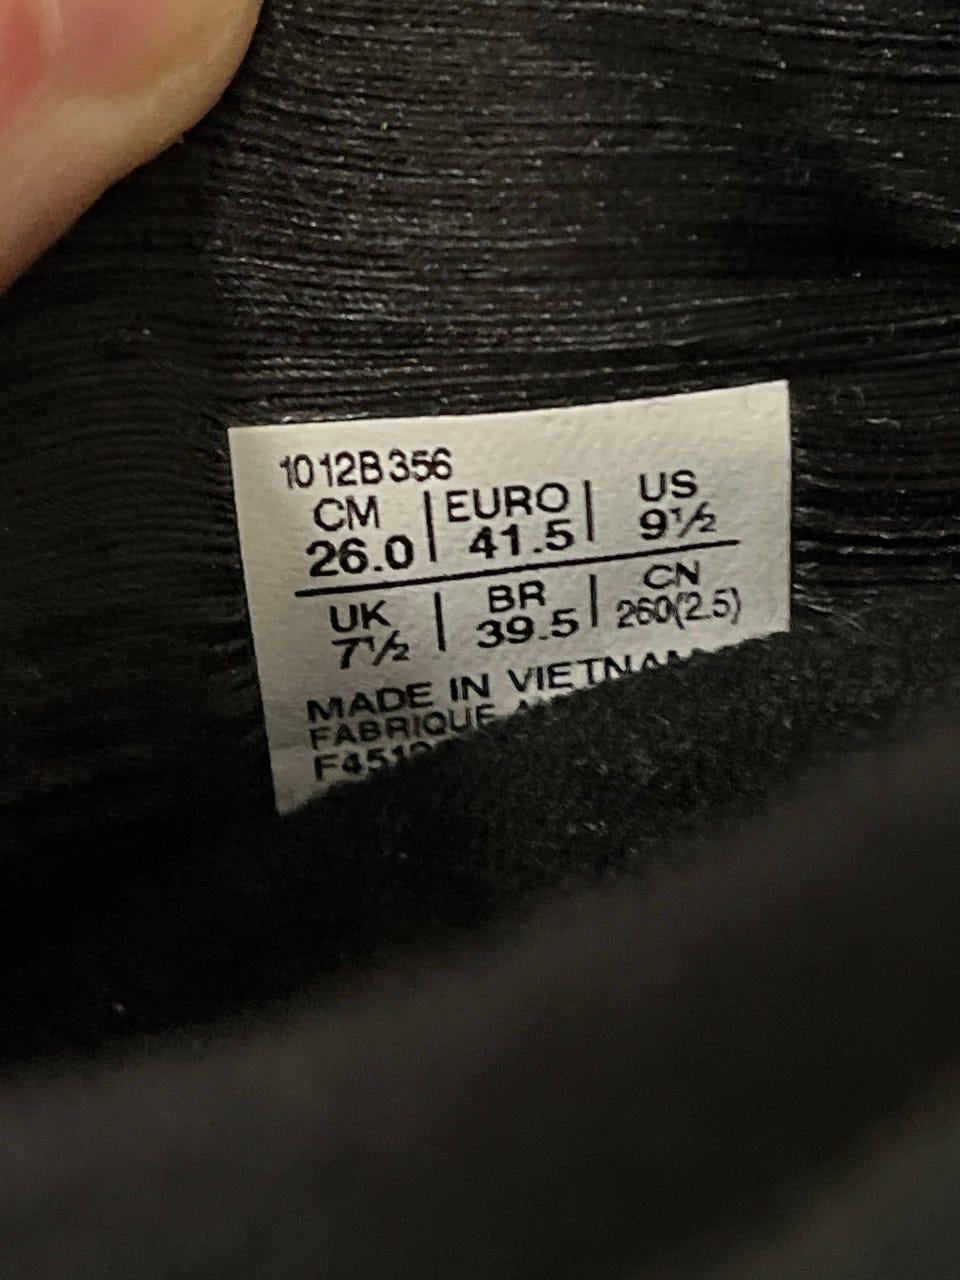 1012B356
CM | EURO | US
26.0 | 41.5 | 9½
UK | BR | CN
7½ | 39.5 | 260(2.5)
MADE IN VIETNAM
FABRIQUE